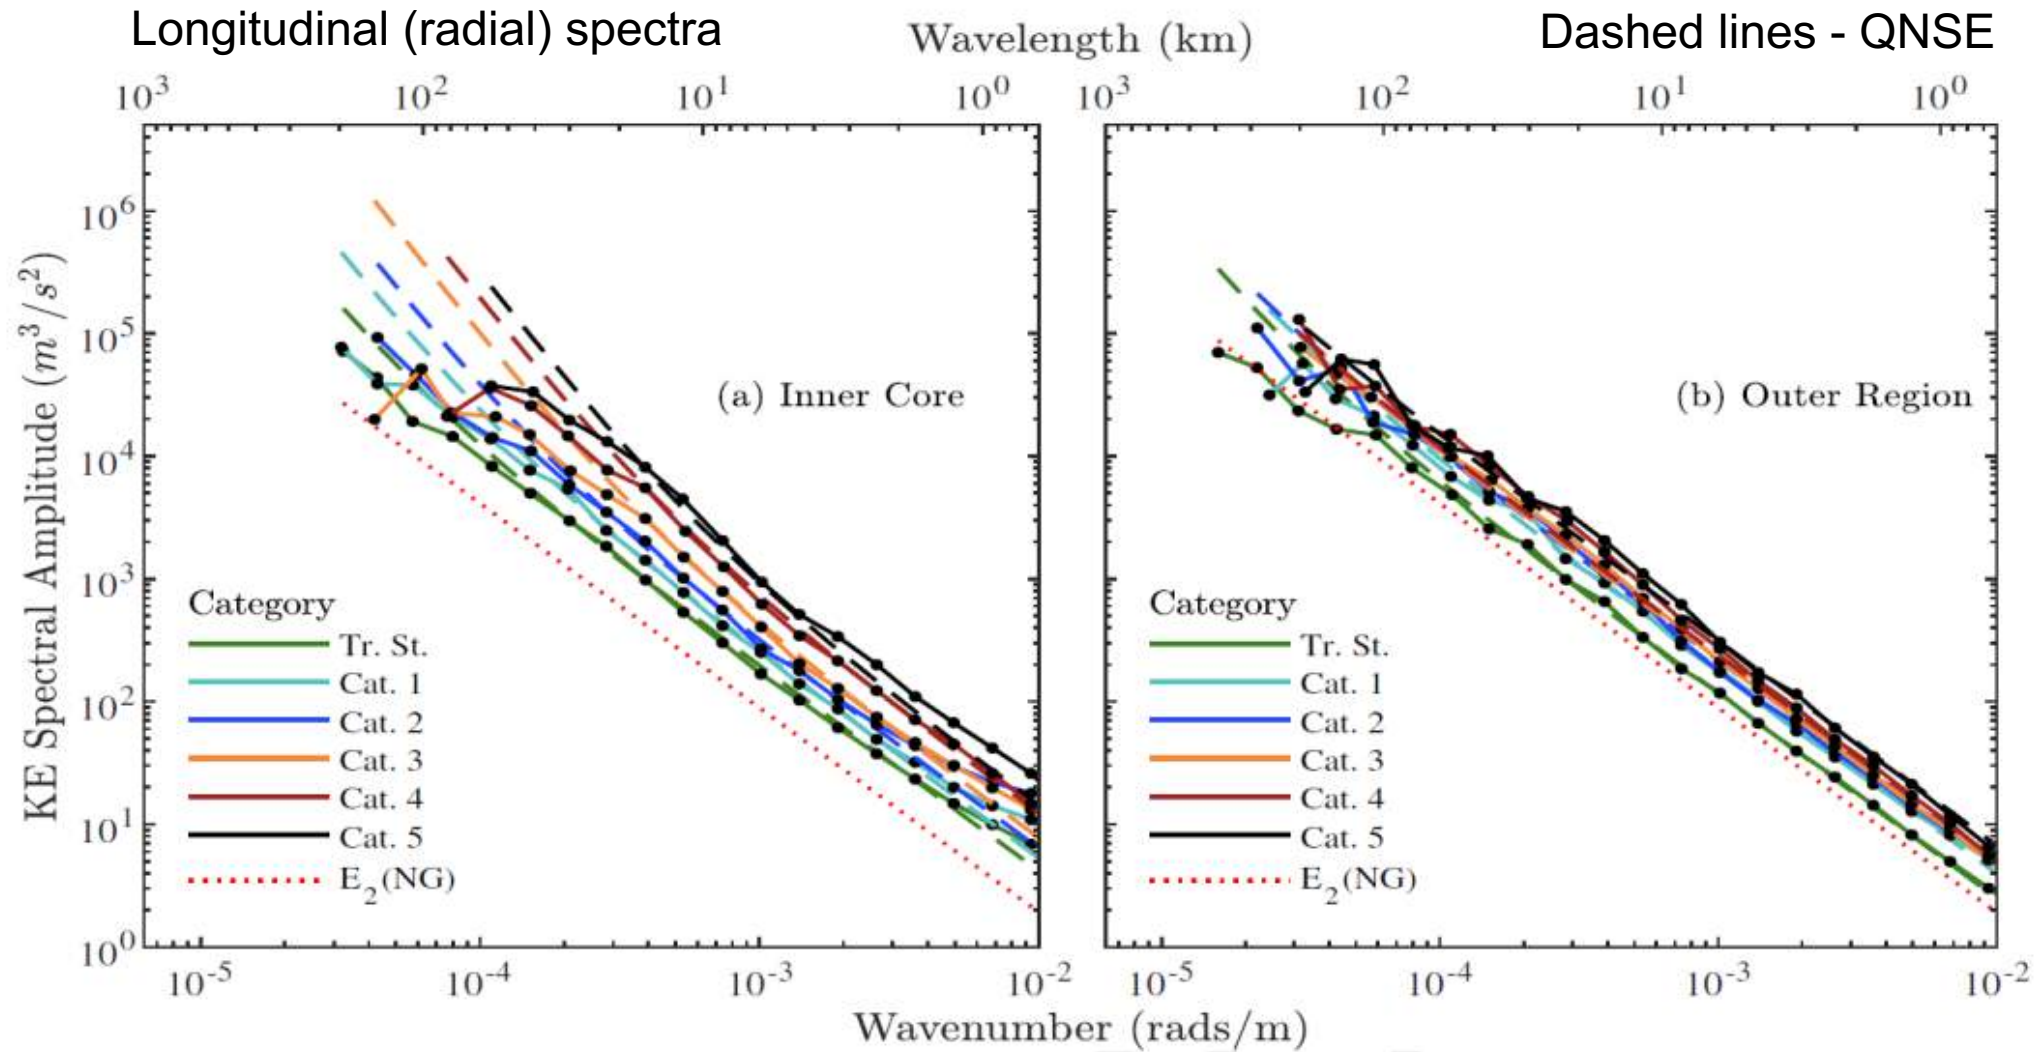 Longitudinal (radial) spectra
Wavelength (km)
Dashed lines - QNSE
10³ 10² 10¹ 10⁰ 10³ 10² 10¹ 10⁰
KE Spectral Amplitude (m³/s²)
10⁶
10⁵
10⁴
10³
10²
10¹
10⁰
(a) Inner Core
Category
Tr. St.
Cat. 1
Cat. 2
Cat. 3
Cat. 4
Cat. 5
E₂(NG)
(b) Outer Region
Category
Tr. St.
Cat. 1
Cat. 2
Cat. 3
Cat. 4
Cat. 5
E₂(NG)
10⁻⁵ 10⁻⁴ 10⁻³ 10⁻² 10⁻⁵ 10⁻⁴ 10⁻³ 10⁻²
Wavenumber (rads/m)